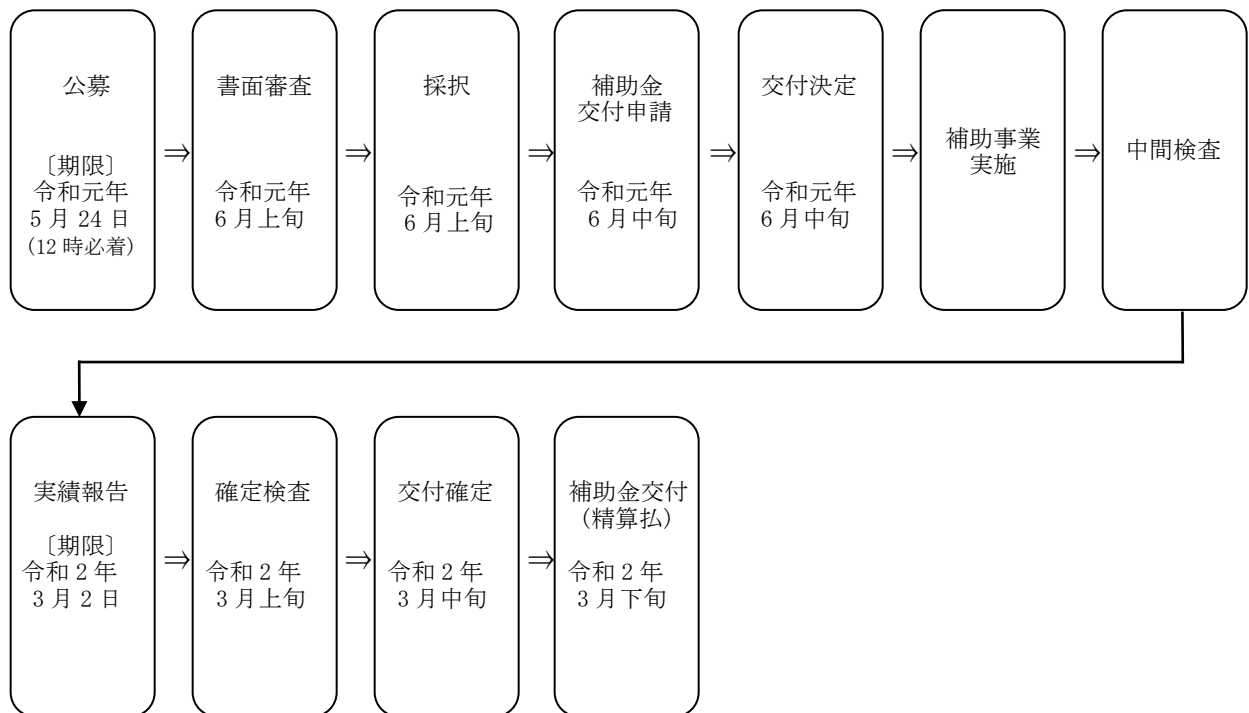 公募
〔期限〕
令和元年
5月24日
(12時必着)
⇒
書面審査
令和元年
6月上旬
⇒
採択
令和元年
6月上旬
⇒
補助金
交付申請
令和元年
6月中旬
⇒
交付決定
令和元年
6月中旬
⇒
補助事業
実施
⇒
中間検査
実績報告
〔期限〕
令和2年
3月2日
⇒
確定検査
令和2年
3月上旬
⇒
交付確定
令和2年
3月中旬
⇒
補助金交付
(精算払)
令和2年
3月下旬